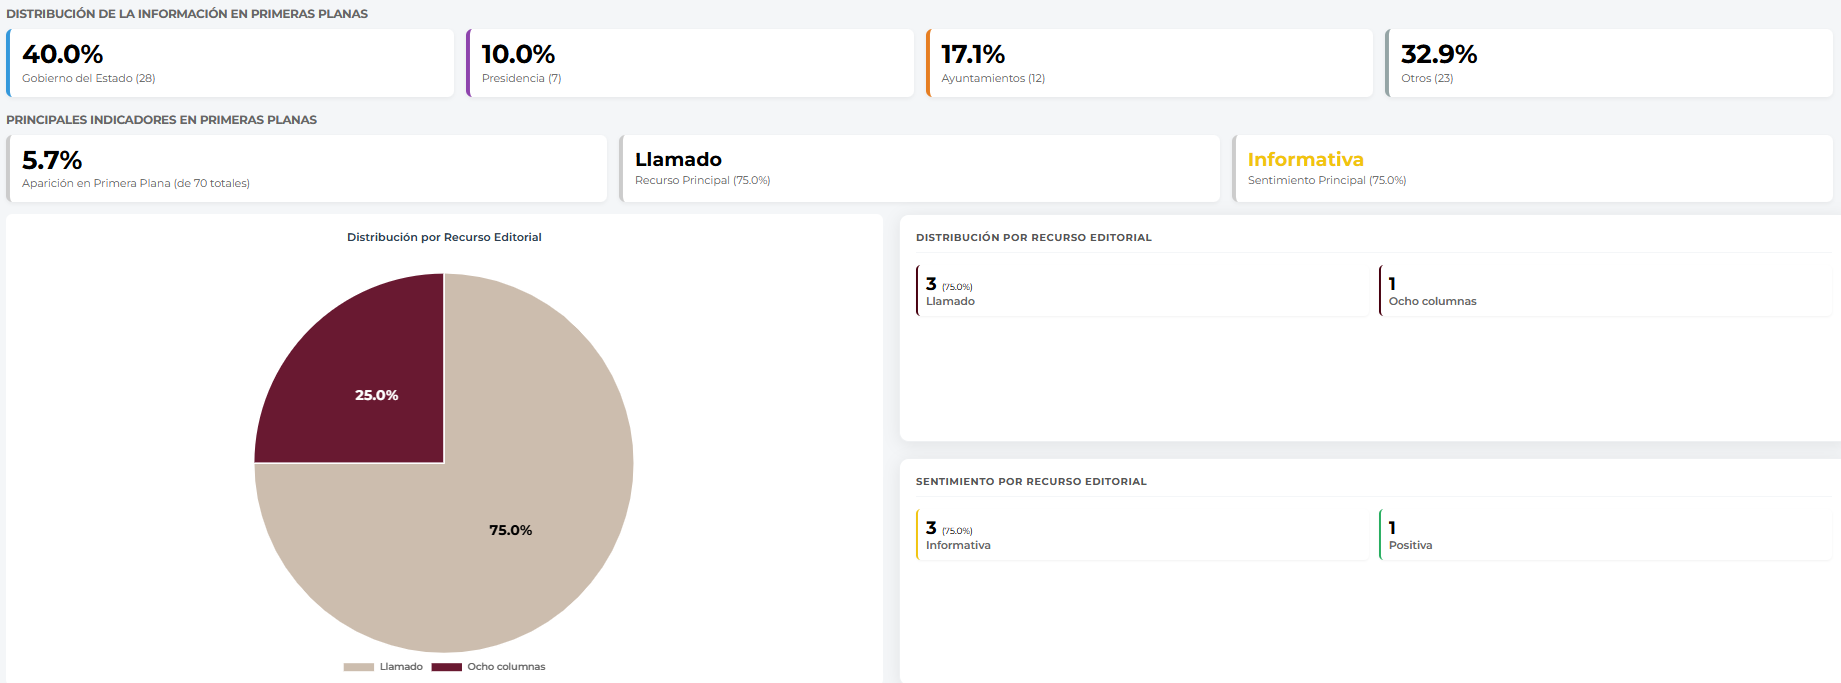 DISTRIBUCIÓN DE LA INFORMACIÓN EN PRIMERAS PLANAS
40.0%
Gobierno del Estado (28)
10.0%
Presidencia (7)
17.1%
Ayuntamientos (12)
32.9%
Otros (23)
PRINCIPALES INDICADORES EN PRIMERAS PLANAS
5.7%
Aparición en Primera Plana (de 70 totales)
Llamado
Recurso Principal (75.0%)
Informativa
Sentimiento Principal (75.0%)
Distribución por Recurso Editorial
25.0%
75.0%
Llamado
Ocho columnas
DISTRIBUCIÓN POR RECURSO EDITORIAL
3 (75.0%)
Llamado
1
Ocho columnas
SENTIMIENTO POR RECURSO EDITORIAL
3 (75.0%)
Informativa
1
Positiva